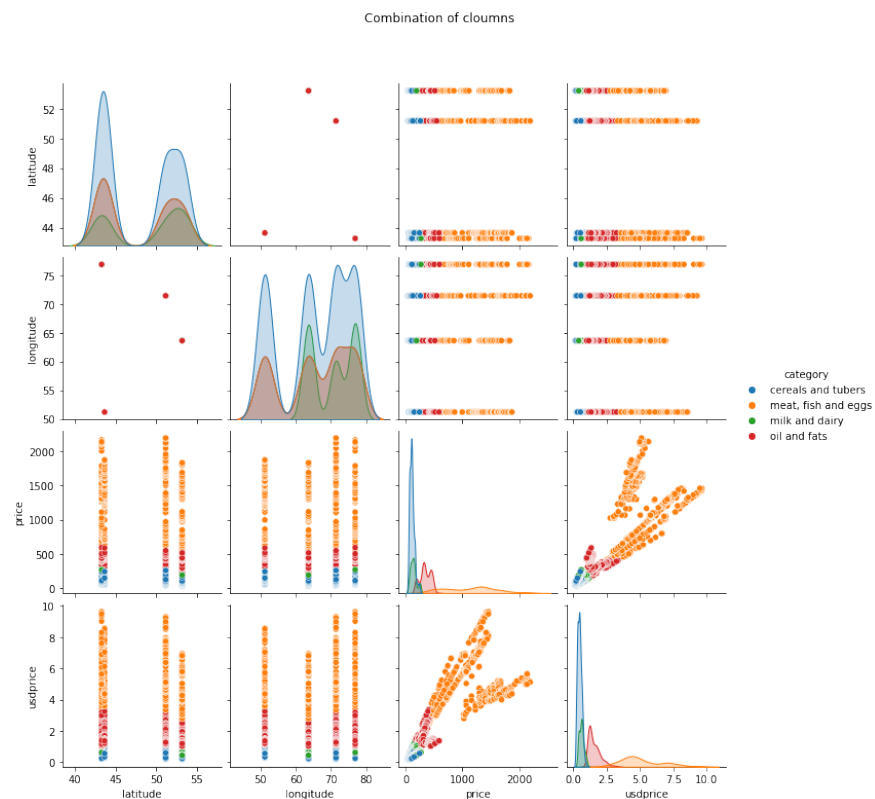 Combination of cloumns
52
50
48
46
44
latitude
75
70
65
60
55
50
longitude
2000
1500
1000
500
0
price
10
8
6
4
2
0
usdprice
40 45 50 55
latitude
50 60 70 80
longitude
0 1000 2000
price
0.0 2.5 5.0 7.5 10.0
usdprice
category
cereals and tubers
meat, fish and eggs
milk and dairy
oil and fats